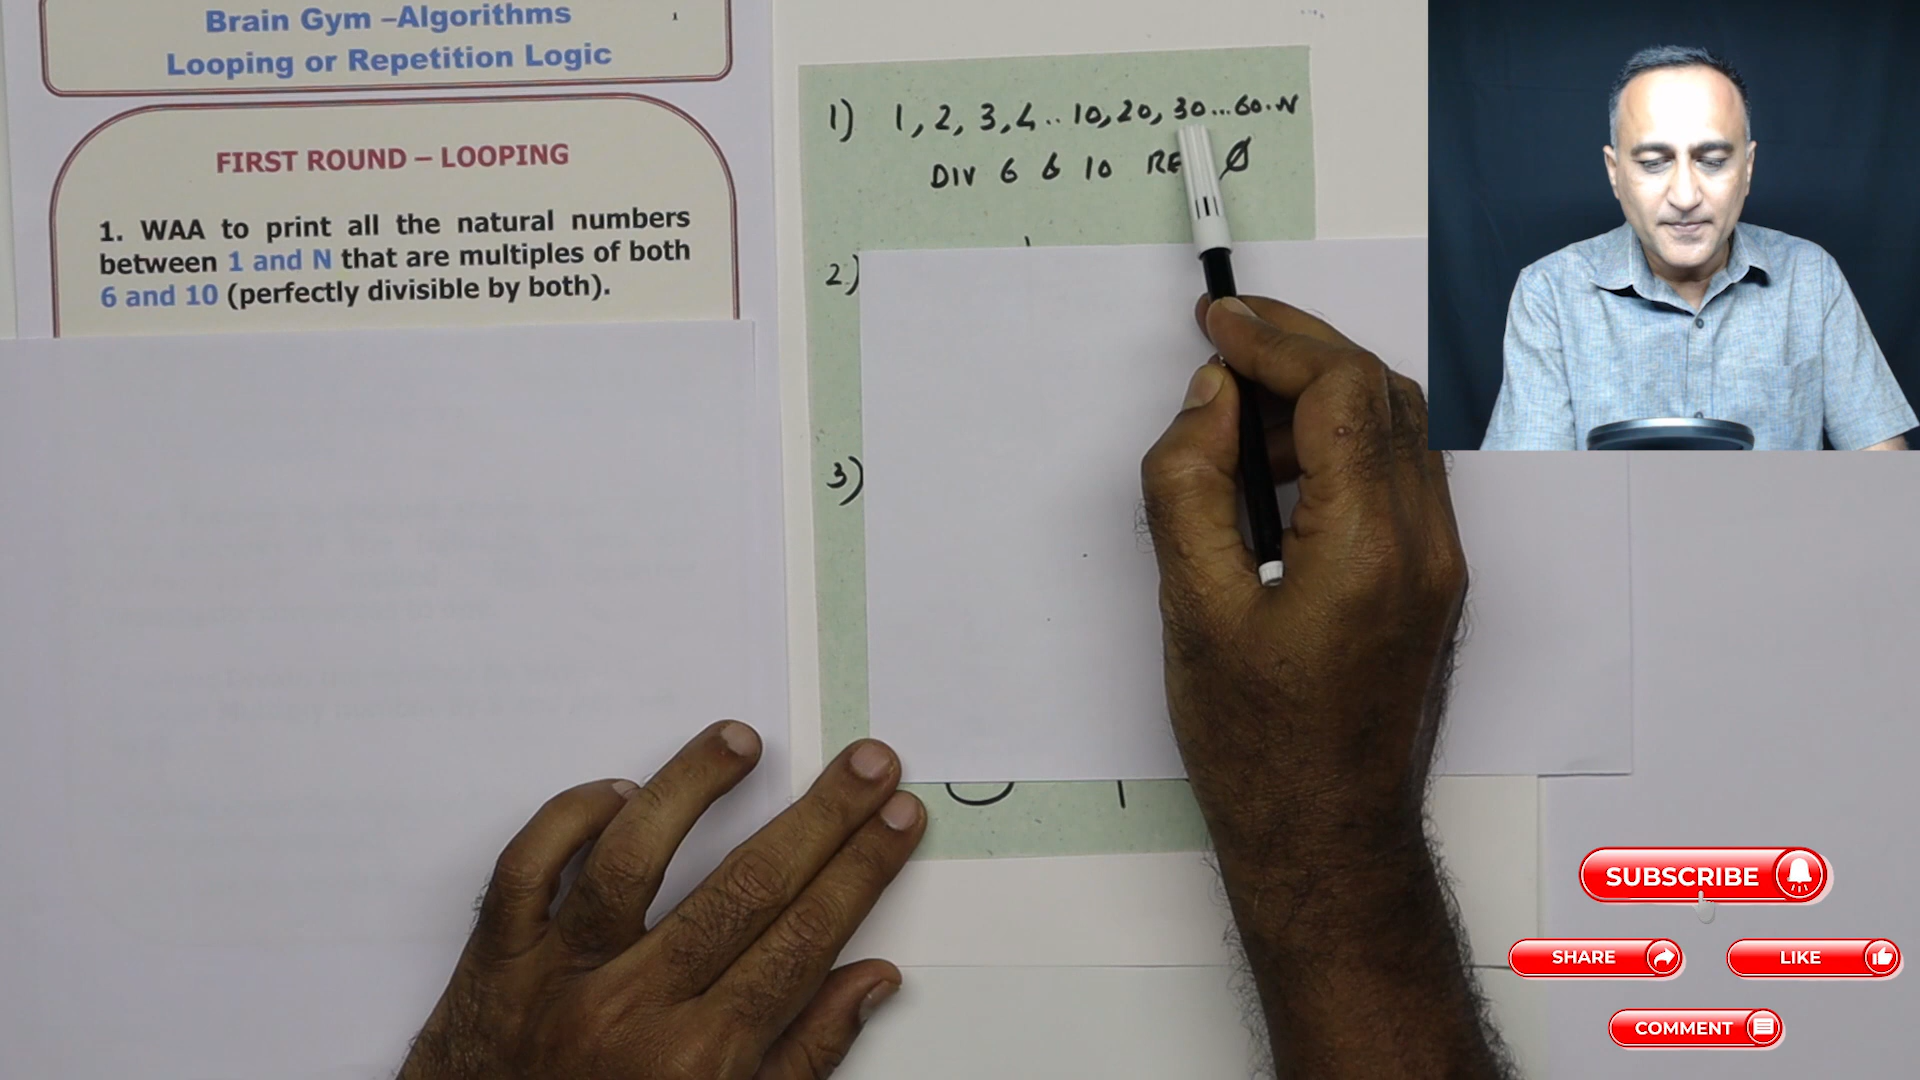 Brain Gym –Algorithms
1
Looping or Repetition Logic
FIRST ROUND – LOOPING
1. WAA to print all the natural numbers
between 1 and N that are multiples of both
6 and 10 (perfectly divisible by both).
1) 1, 2, 3, 4 .. 10, 20, 30 ... 60. N
DIV 6 & 10 RE
2)
3)
SUBSCRIBE
SHARE
LIKE
COMMENT